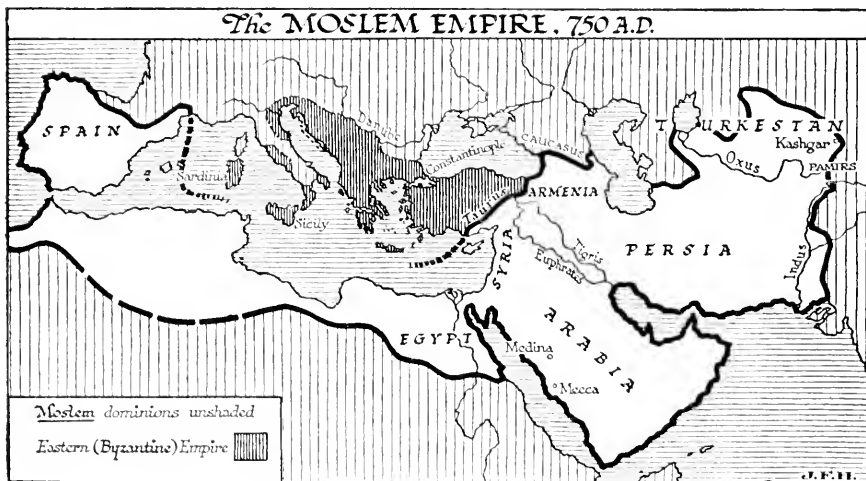 The MOSLEM EMPIRE, 750 A.D.
SPAIN
Sardinia
Sicily
Danube
Constantinople
CAUCASUS
TURKESTAN
Kashgar
Oxus
PAMIRS
Taurus
ARMENIA
SYRIA
Tigris
Euphrates
PERSIA
Indus
EGYPT
ARABIA
Medina
Mecca
Moslem dominions unshaded
Eastern (Byzantine) Empire
J.F.H.